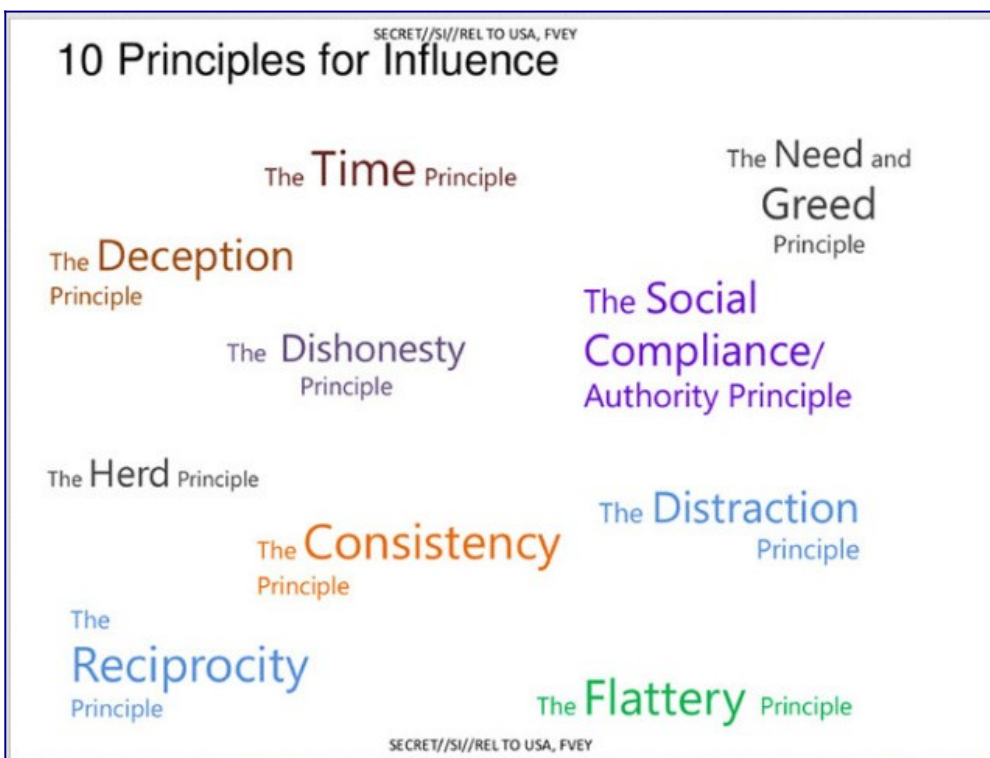 SECRET//SI//REL TO USA, FVEY
10 Principles for Influence
The Time Principle
The Need and
Greed
Principle
The Deception
Principle
The Social
Compliance/
Authority Principle
The Dishonesty
Principle
The Herd Principle
The Distraction
Principle
The Consistency
Principle
The
Reciprocity
Principle
The Flattery Principle
SECRET//SI//REL TO USA, FVEY